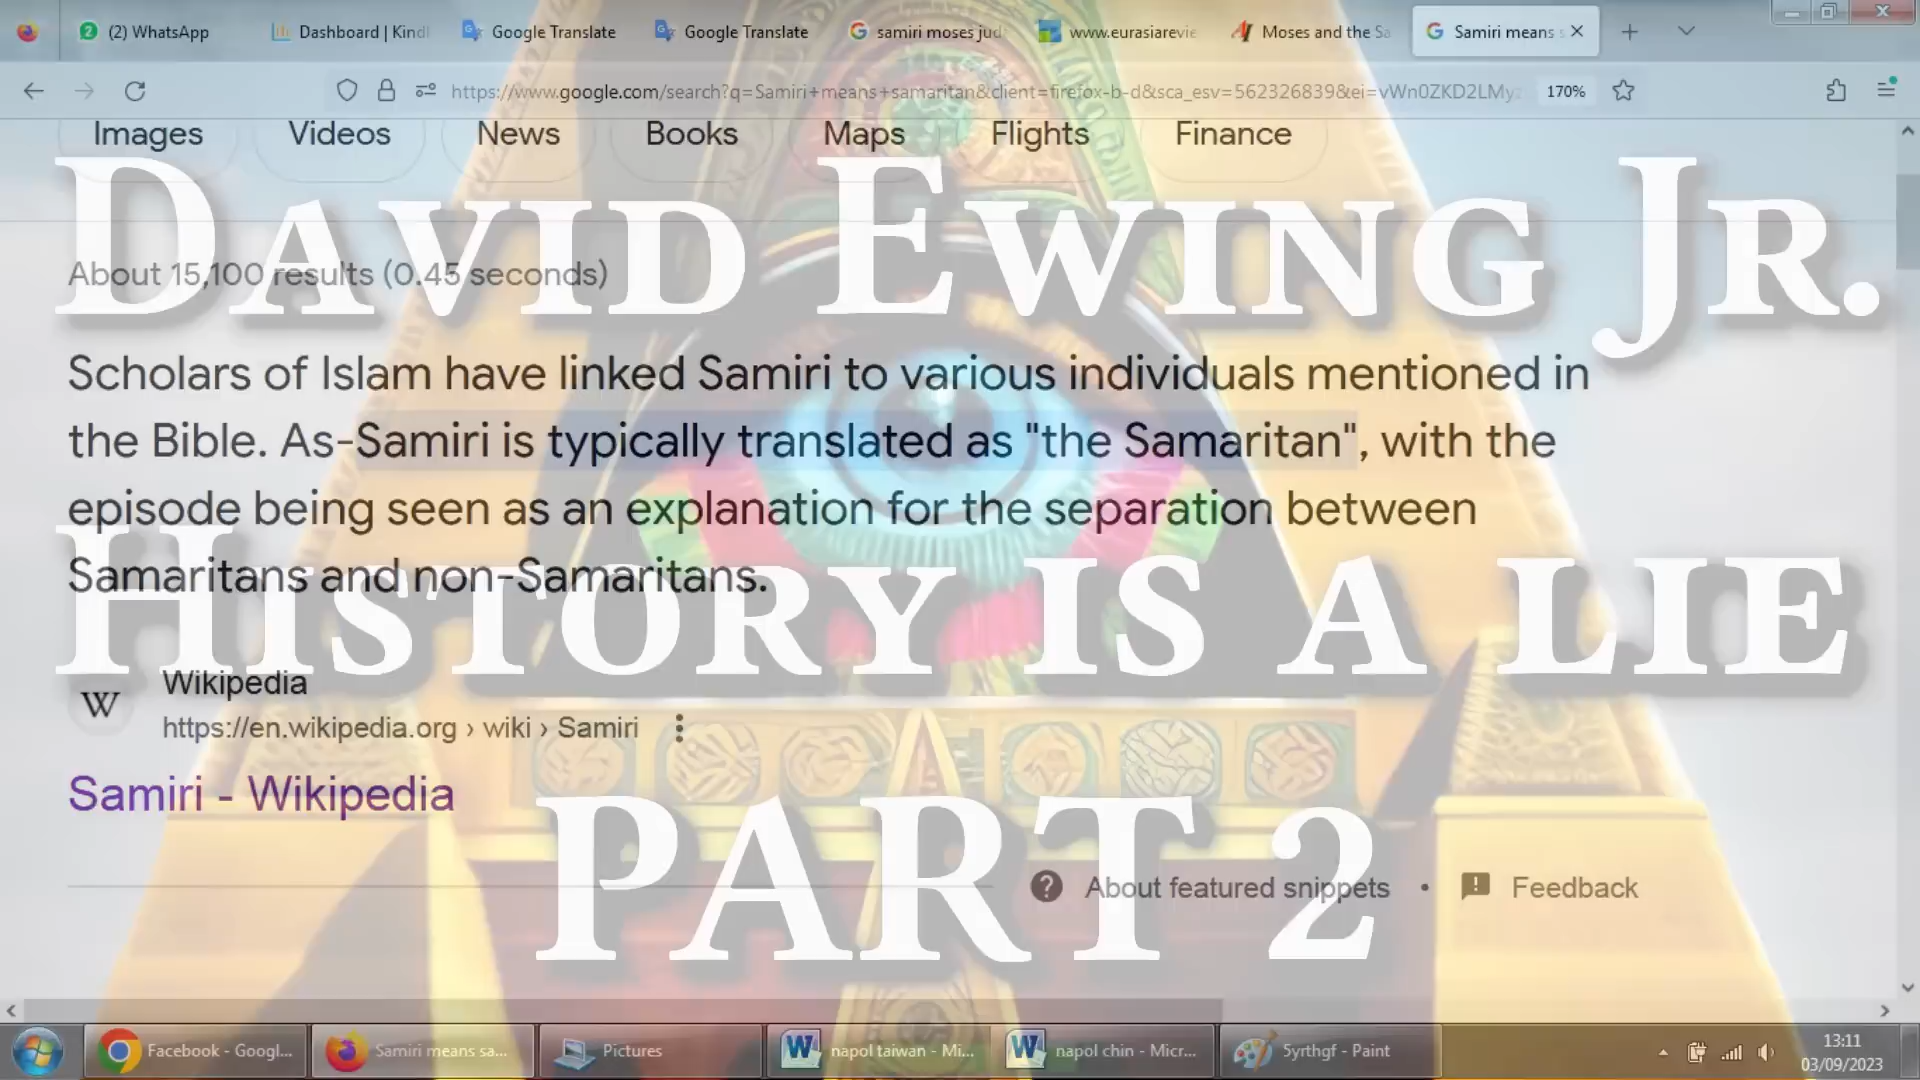 (2) WhatsApp
Dashboard | Kindl
Google Translate
Google Translate
samiri moses jud
www.eurasiarevie
Moses and the Sa
Samiri means s
https://www.google.com/search?q=Samiri+means+samaritan&client=firefox-b-d&sca_esv=562326839&ei=vWn0ZKD2LMy
170%
Images Videos News Books Maps Flights Finance
David Ewing Jr.
About 15,100 results (0.45 seconds)
Scholars of Islam have linked Samiri to various individuals mentioned in
the Bible. As-Samiri is typically translated as "the Samaritan", with the
episode being seen as an explanation for the separation between
Samaritans and non-Samaritans.
History is a lie
W
Wikipedia
https://en.wikipedia.org › wiki › Samiri
Samiri - Wikipedia
part 2
About featured snippets • Feedback
Facebook - Googl...
Samiri means sa...
Pictures
napol taiwan - Mi...
napol chin - Micr...
5yrthgf - Paint
13:11
03/09/2023